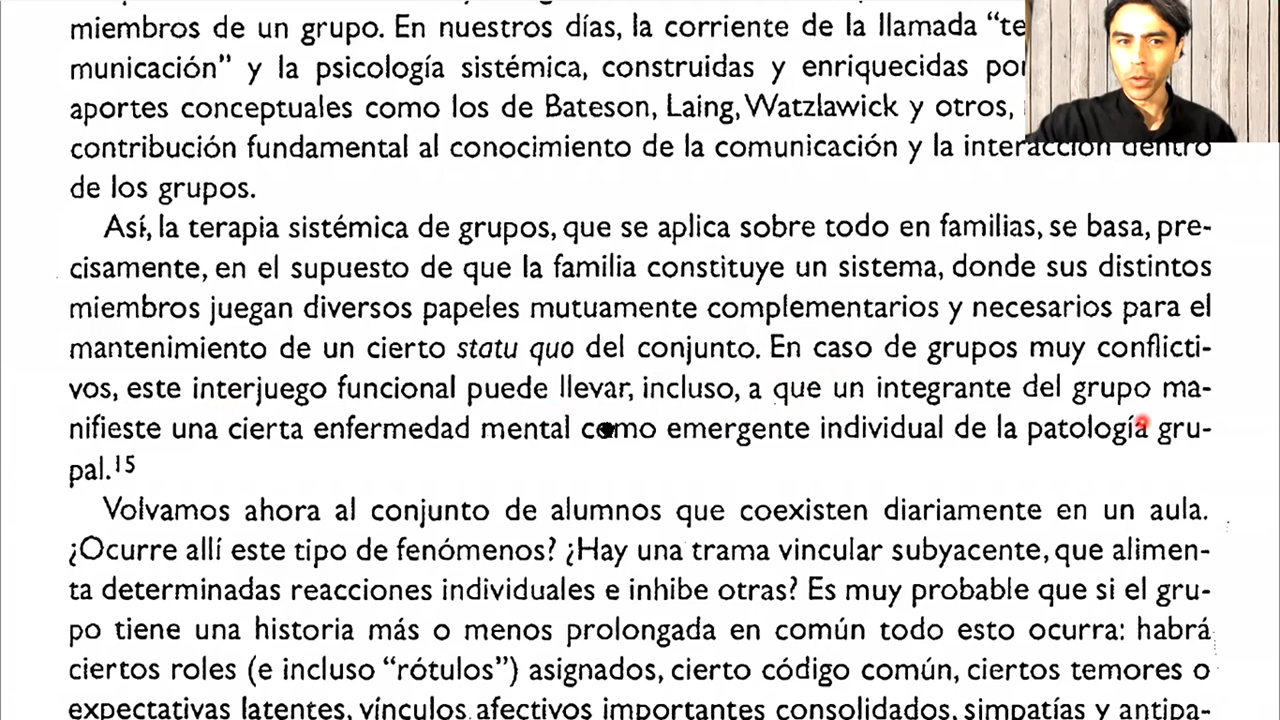 miembros de un grupo. En nuestros días, la corriente de la llamada “te
municación” y la psicología sistémica, construidas y enriquecidas por
aportes conceptuales como los de Bateson, Laing, Watzlawick y otros,
contribución fundamental al conocimiento de la comunicación y la interacción dentro
de los grupos.
Así, la terapia sistémica de grupos, que se aplica sobre todo en familias, se basa, pre-
cisamente, en el supuesto de que la familia constituye un sistema, donde sus distintos
miembros juegan diversos papeles mutuamente complementarios y necesarios para el
mantenimiento de un cierto statu quo del conjunto. En caso de grupos muy conflicti-
vos, este interjuego funcional puede llevar, incluso, a que un integrante del grupo ma-
nifieste una cierta enfermedad mental como emergente individual de la patología gru-
pal.15
Volvamos ahora al conjunto de alumnos que coexisten diariamente en un aula.
¿Ocurre allí este tipo de fenómenos? ¿Hay una trama vincular subyacente, que alimen-
ta determinadas reacciones individuales e inhibe otras? Es muy probable que si el gru-
po tiene una historia más o menos prolongada en común todo esto ocurra: habrá
ciertos roles (e incluso “rótulos”) asignados, cierto código común, ciertos temores o
expectativas latentes, vínculos afectivos importantes consolidados, simpatías y antipa-